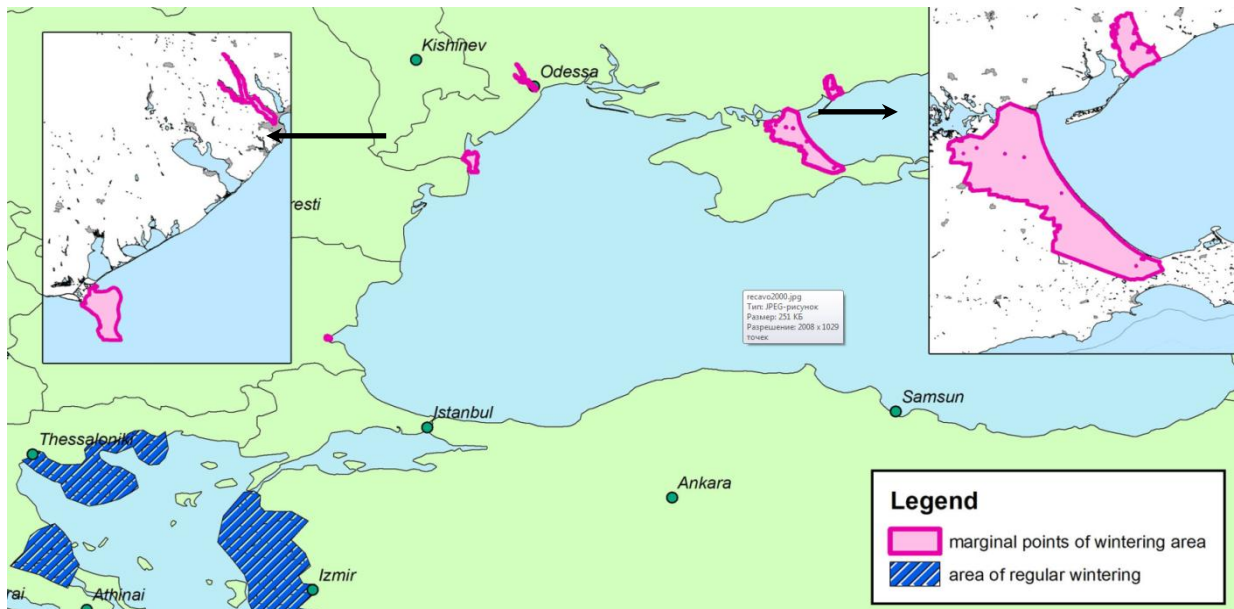 Kishinev
Odessa
resti
recavo2000.jpg
Тип: JPEG-рисунок
Размер: 251 КБ
Разрешение: 2008 x 1029
точек
Samsun
Istanbul
Thessaloniki
Ankara
Izmir
rai
Athinai
Legend
marginal points of wintering area
area of regular wintering